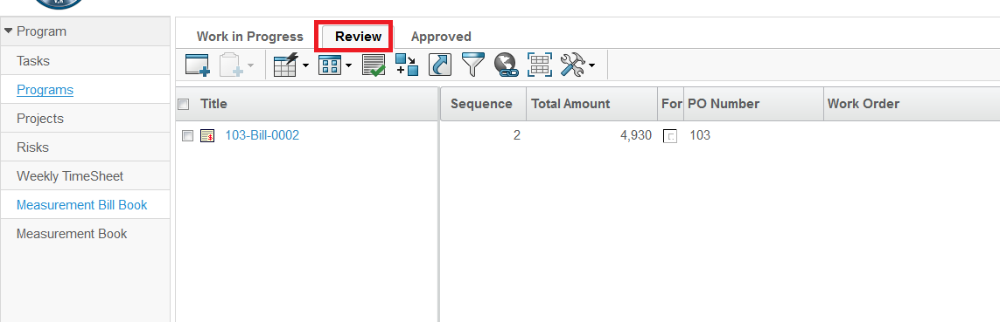 Program
Tasks
Programs
Projects
Risks
Weekly TimeSheet
Measurement Bill Book
Measurement Book
Work in Progress Review Approved
Title Sequence Total Amount For PO Number Work Order
103-Bill-0002 2 4,930 103